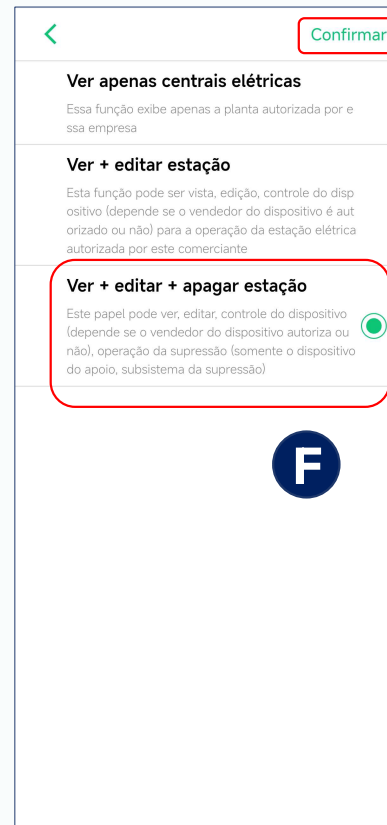 Confirmar
Ver apenas centrais elétricas
Essa função exibe apenas a planta autorizada por e
ssa empresa
Ver + editar estação
Esta função pode ser vista, edição, controle do disp
ositivo (depende se o vendedor do dispositivo é aut
orizado ou não) para a operação da estação elétrica
autorizada por este comerciante
Ver + editar + apagar estação
Este papel pode ver, editar, controle do dispositivo
(depende se o vendedor do dispositivo autoriza ou
não), operação da supressão (somente o dispositivo
do apoio, subsistema da supressão)
F